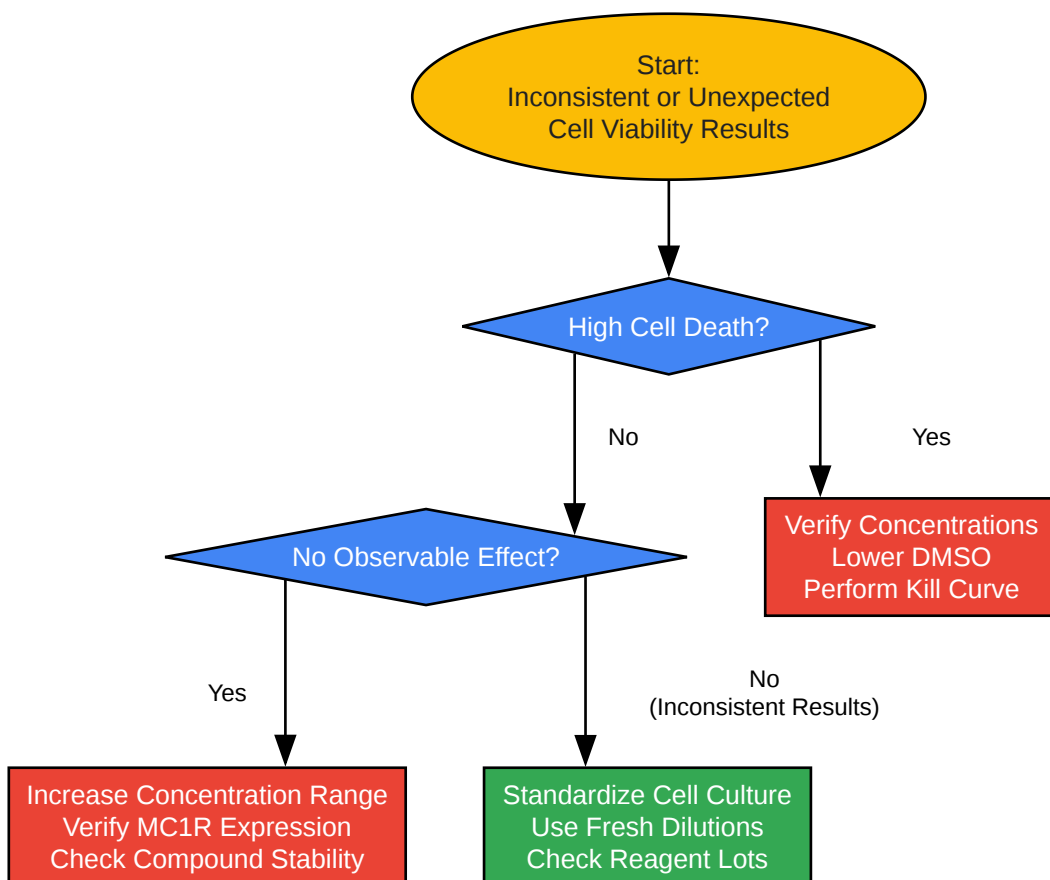 Start:
Inconsistent or Unexpected
Cell Viability Results
High Cell Death?
No
Yes
Verify Concentrations
Lower DMSO
Perform Kill Curve
No Observable Effect?
Yes
No
(Inconsistent Results)
Increase Concentration Range
Verify MC1R Expression
Check Compound Stability
Standardize Cell Culture
Use Fresh Dilutions
Check Reagent Lots